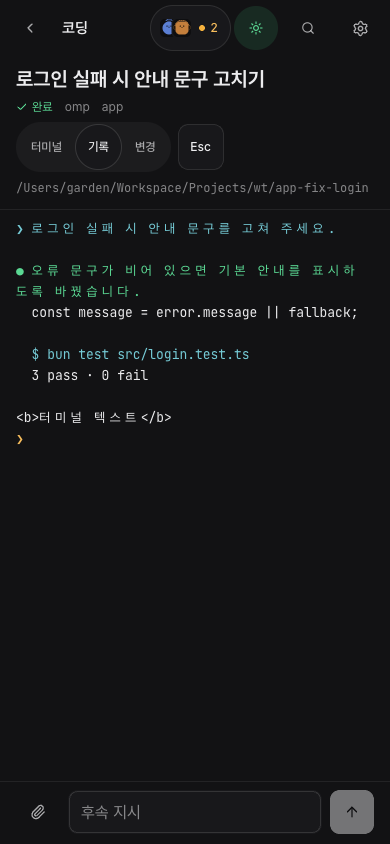 코딩
2
로그인 실패 시 안내 문구 고치기
완료 omp app
터미널 기록 변경 Esc
/Users/garden/Workspace/Projects/wt/app-fix-login
❯ 로그인 실패 시 안내 문구를 고쳐 주세요.
● 오류 문구가 비어 있으면 기본 안내를 표시하
도록 바꿨습니다.
const message = error.message || fallback;
$ bun test src/login.test.ts
3 pass · 0 fail
<b>터미널 텍스트</b>
❯
후속 지시